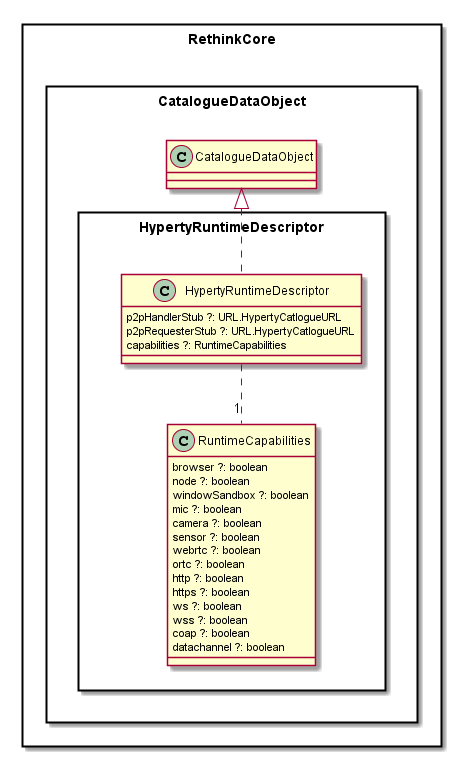 RethinkCore
CatalogueDataObject
C CatalogueDataObject
HypertyRuntimeDescriptor
C HypertyRuntimeDescriptor
p2pHandlerStub ?: URL.HypertyCatlogueURL
p2pRequesterStub ?: URL.HypertyCatlogueURL
capabilities ?: RuntimeCapabilities
1
C RuntimeCapabilities
browser ?: boolean
node ?: boolean
windowSandbox ?: boolean
mic ?: boolean
camera ?: boolean
sensor ?: boolean
webrtc ?: boolean
ortc ?: boolean
http ?: boolean
https ?: boolean
ws ?: boolean
wss ?: boolean
coap ?: boolean
datachannel ?: boolean